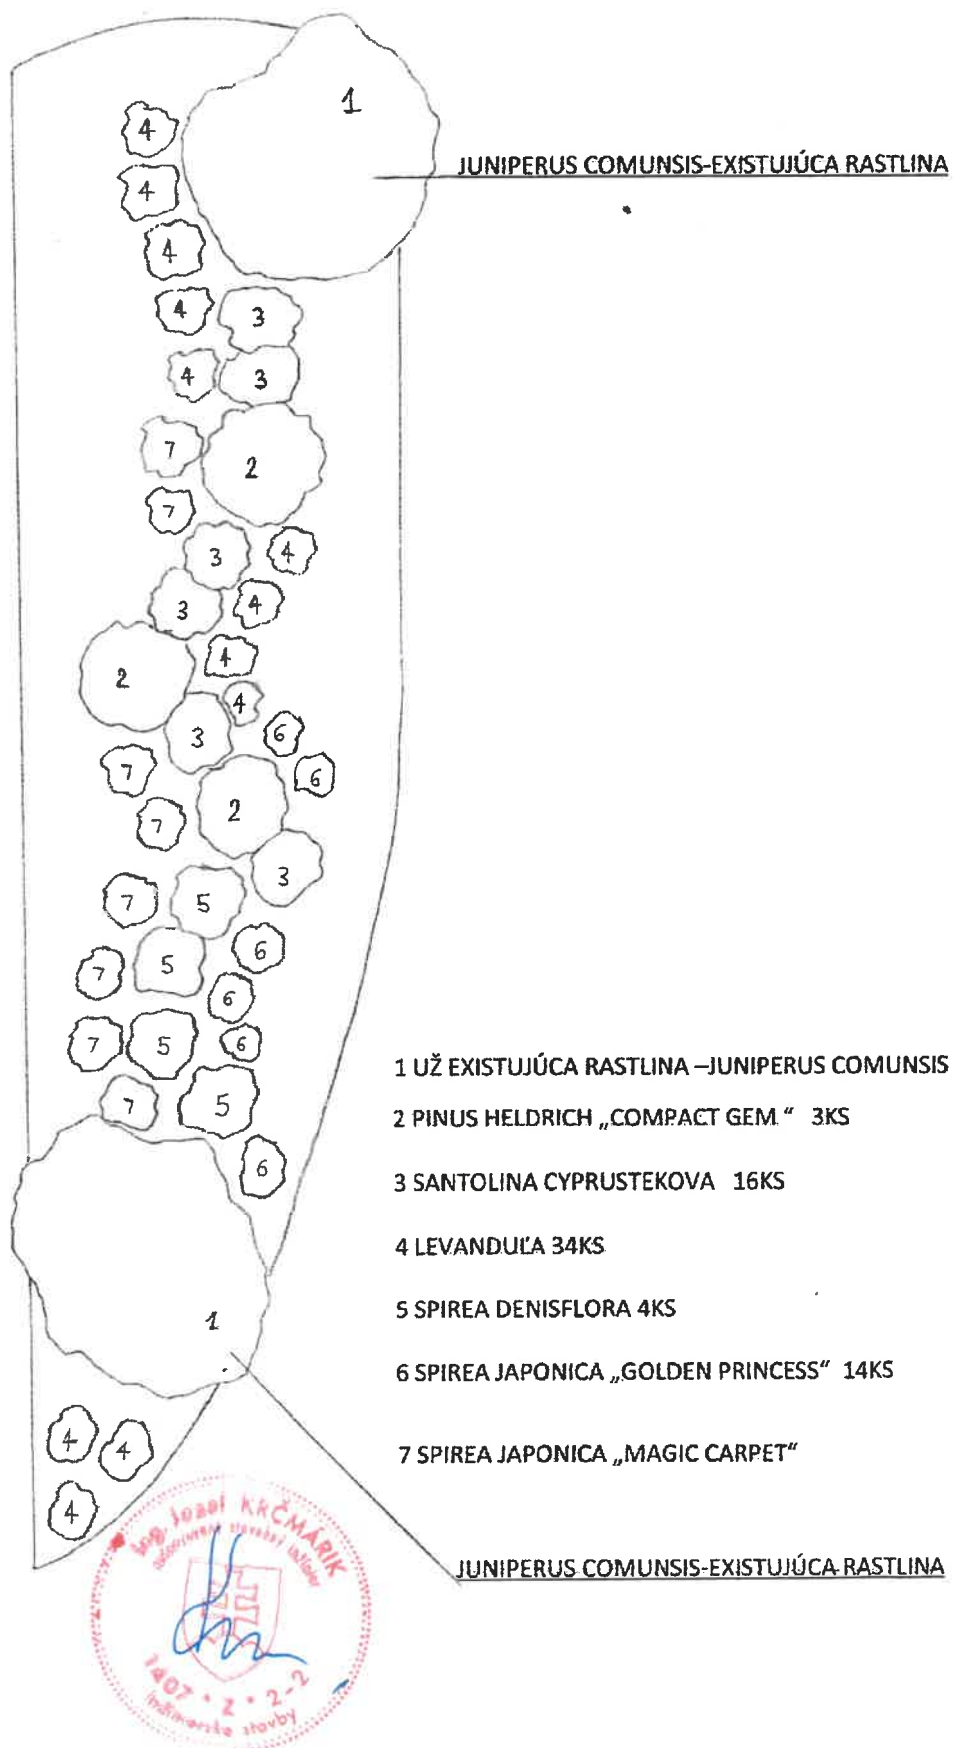 1
4
JUNIPERUS COMUNSIS-EXISTUJÚCA RASTLINA
4
4
4 3
4 3
7 2
7
3 4
3 4
4
2
4
3 6
7 6
2
7
3
7 5
6
5
7
6
7 5 6
1 UŽ EXISTUJÚCA RASTLINA –JUNIPERUS COMUNSIS
7 5
2 PINUS HELDRICH „COMPACT GEM “ 3KS
6
3 SANTOLINA CYPRUSTEKOVA 16KS
4 LEVANDUĽA 34KS
1
5 SPIREA DENISFLORA 4KS
6 SPIREA JAPONICA „GOLDEN PRINCESS“ 14KS
4 4
7 SPIREA JAPONICA „MAGIC CARPET“
4
JUNIPERUS COMUNSIS-EXISTUJÚCA RASTLINA
Ing. Jozef KRČMÁRIK
stavebný inžinier
1407 * Z * 2-2
inžinierske stavby